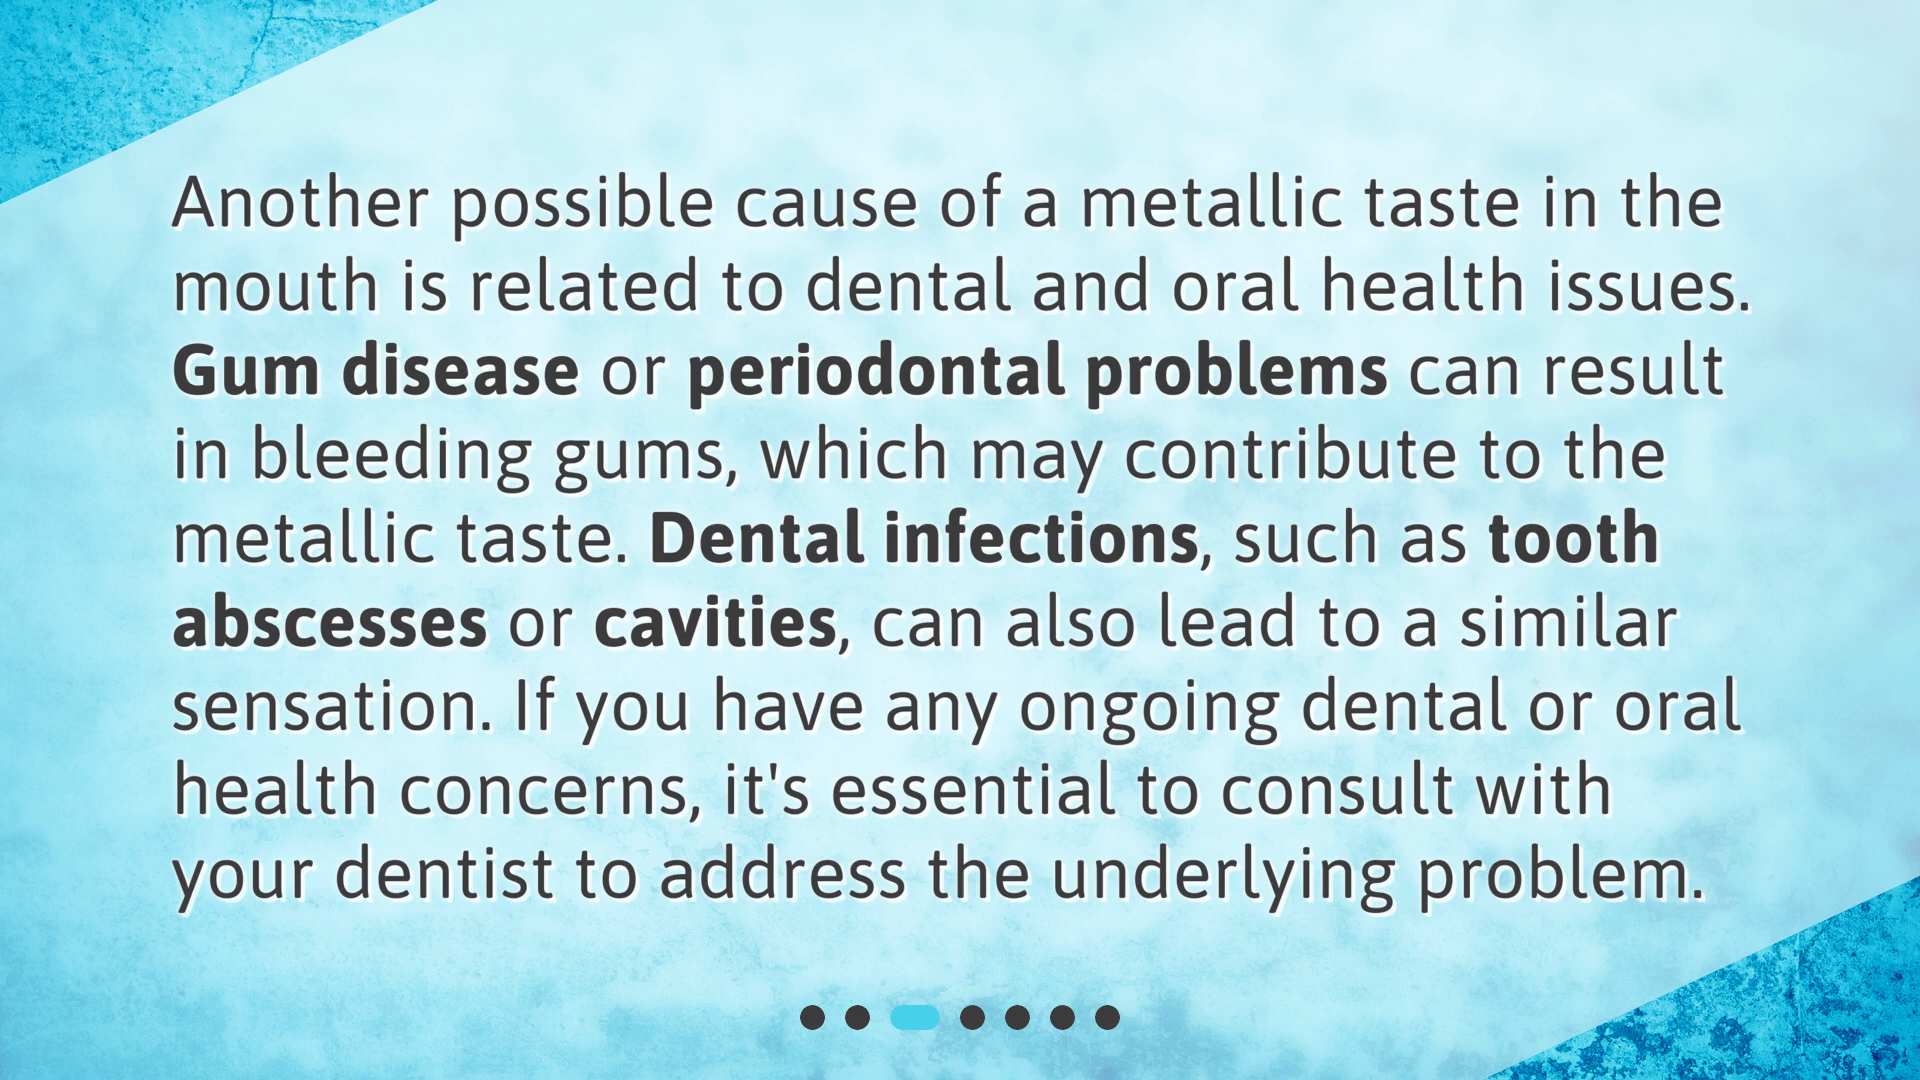 Another possible cause of a metallic taste in the
mouth is related to dental and oral health issues.
Gum disease or periodontal problems can result
in bleeding gums, which may contribute to the
metallic taste. Dental infections, such as tooth
abscesses or cavities, can also lead to a similar
sensation. If you have any ongoing dental or oral
health concerns, it's essential to consult with
your dentist to address the underlying problem.